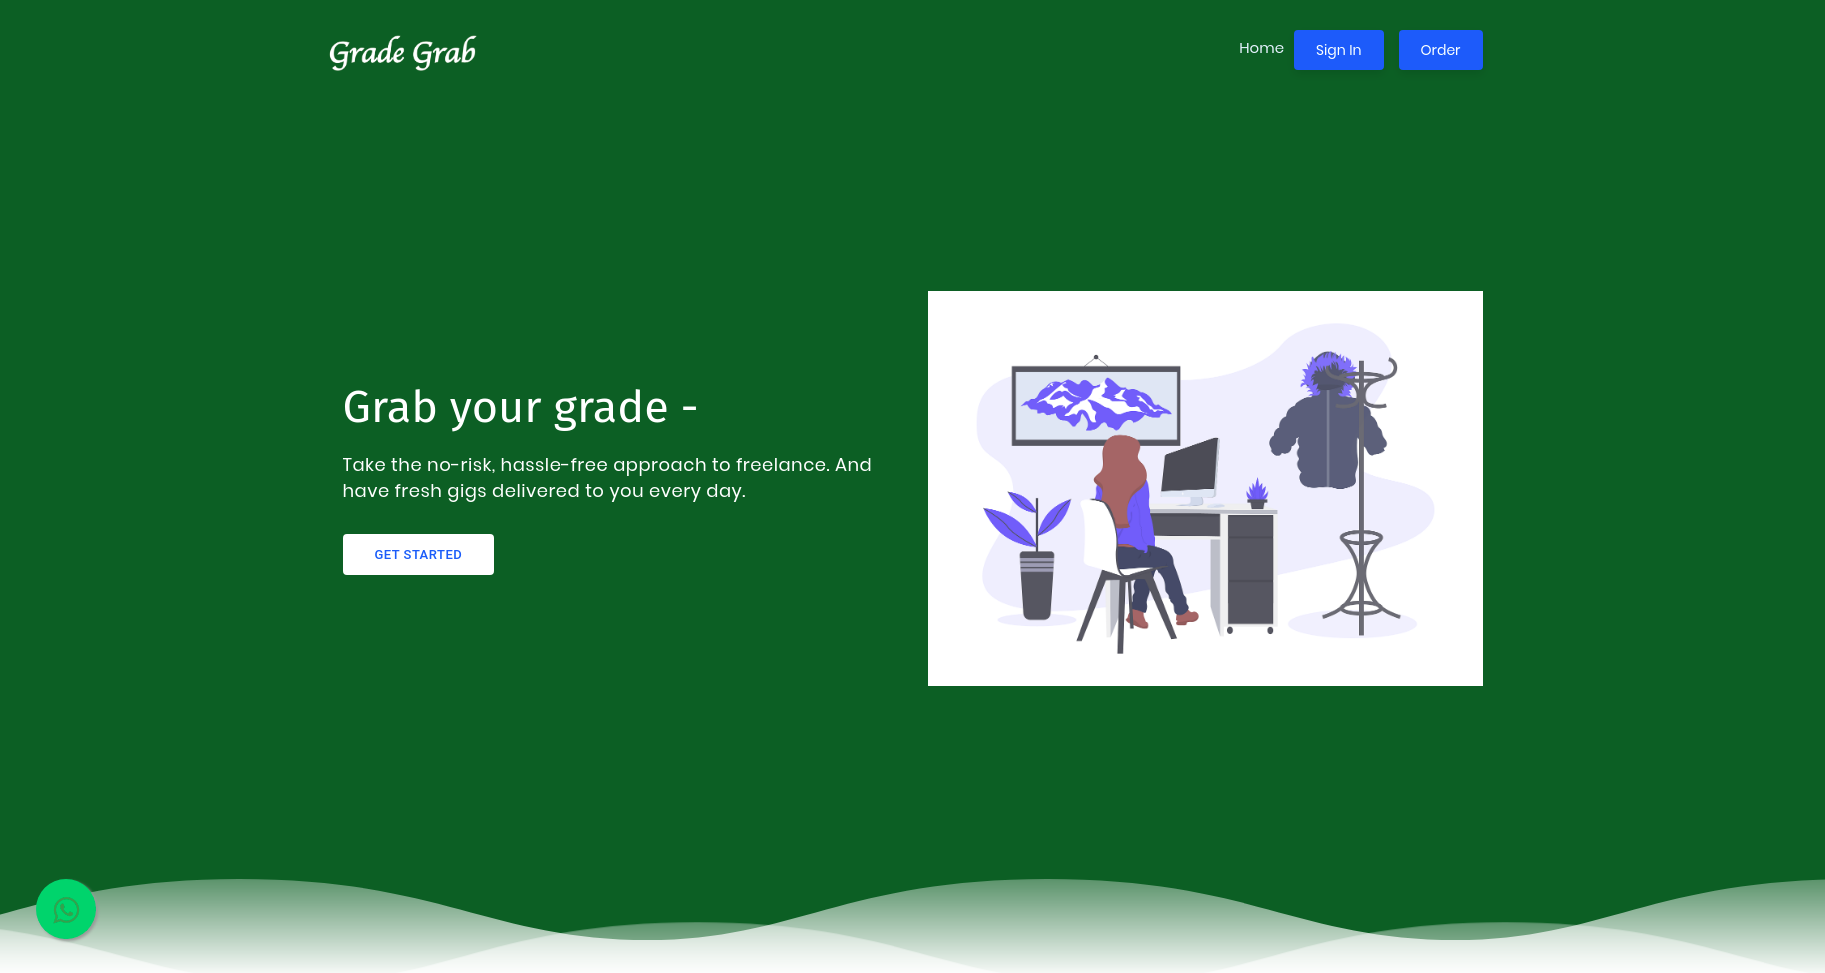 Grade Grab
Home
Sign In
Order
Grab your grade -
Take the no-risk, hassle-free approach to freelance. And
have fresh gigs delivered to you every day.
GET STARTED